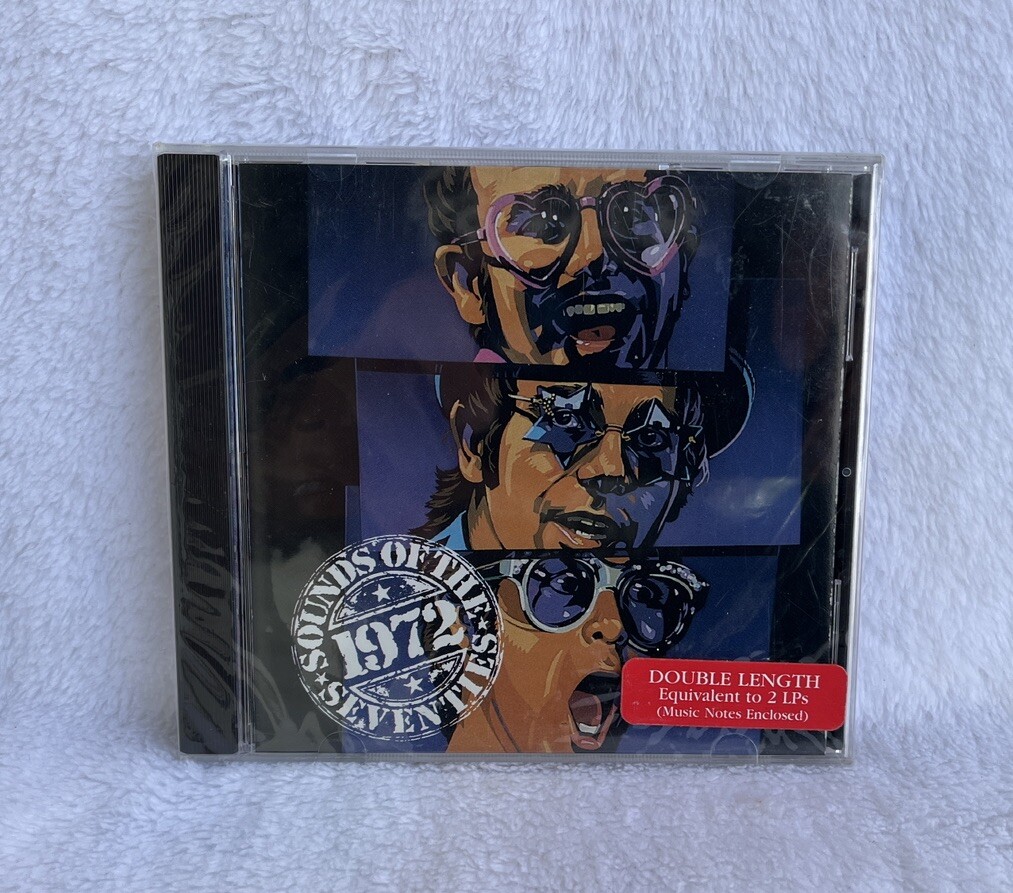 SOUNDS OF THE
1972
SEVENTIES
DOUBLE LENGTH
Equivalent to 2 LPs
(Music Notes Enclosed)